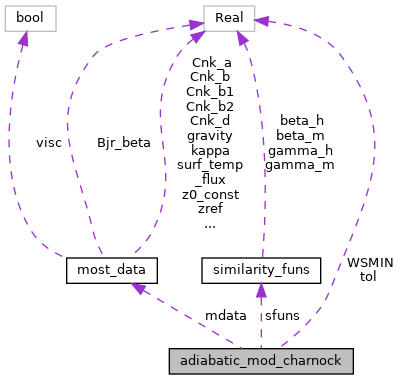 bool
Real
Cnk_a
Cnk_b
Cnk_b1
Cnk_b2
Cnk_d
gravity
kappa
surf_temp
_flux
z0_const
zref
...
visc
Bjr_beta
beta_h
beta_m
gamma_h
gamma_m
WSMIN
tol
most_data
similarity_funs
mdata
sfuns
adiabatic_mod_charnock